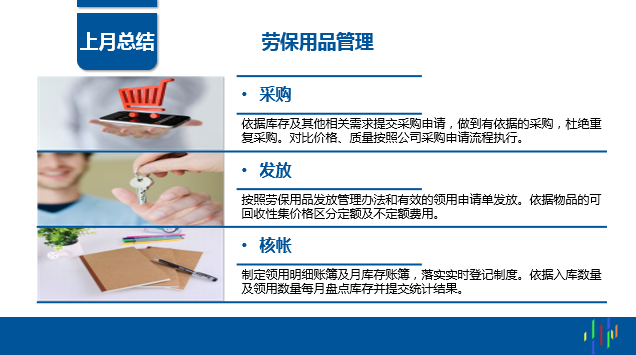 上月总结
劳保用品管理
• 采购
依据库存及其他相关需求提交采购申请，做到有依据的采购，杜绝重
复采购。对比价格、质量按照公司采购申请流程执行。
• 发放
按照劳保用品发放管理办法和有效的领用申请单发放。依据物品的可
回收性集价格区分定额及不定额费用。
• 核帐
制定领用明细账簿及月库存账簿，落实实时登记制度。依据入库数量
及领用数量每月盘点库存并提交统计结果。